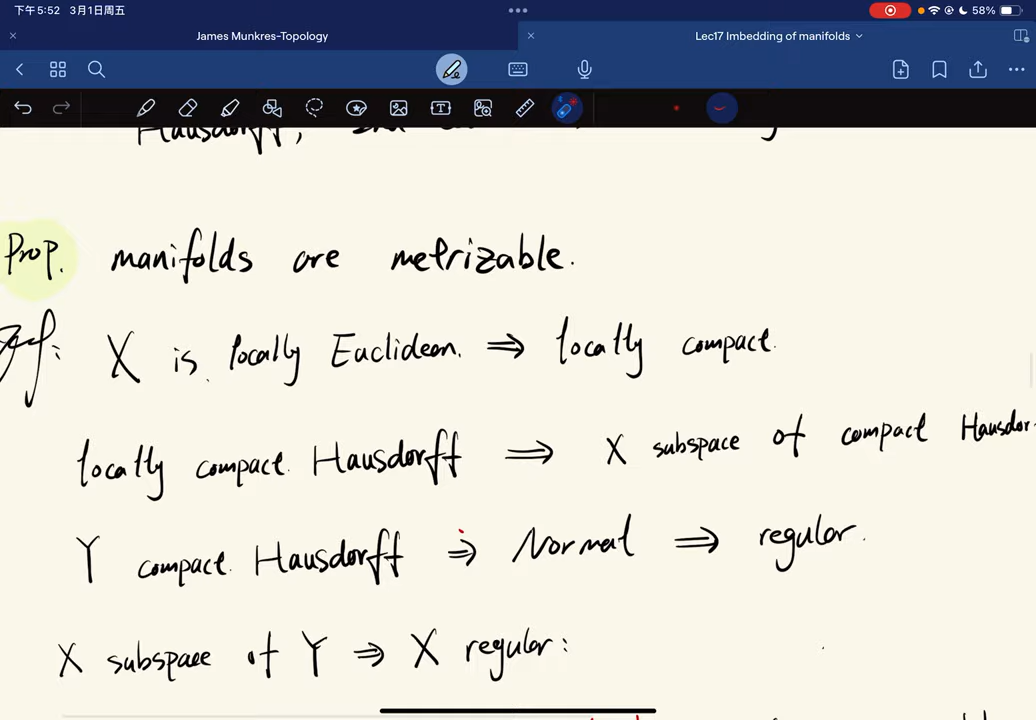 下午5:52 3月1日周五
58%
James Munkres-Topology
Lec17 Imbedding of manifolds
Hausdorff,
Prop. manifolds are metrizable.
Pf: X is locally Euclidean. ⇒ locally compact.
locally compact Hausdorff ⇒ X subspace of compact Hausdor
Y compact Hausdorff ⇒ Normal ⇒ regular.
X subspace of Y ⇒ X regular: